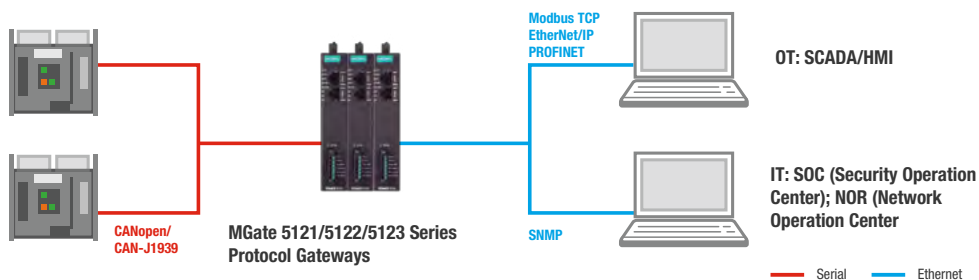 Modbus TCP
EtherNet/IP
PROFINET
OT: SCADA/HMI
IT: SOC (Security Operation
Center); NOR (Network
Operation Center
CANopen/
CAN-J1939
MGate 5121/5122/5123 Series
Protocol Gateways
SNMP
Serial
Ethernet